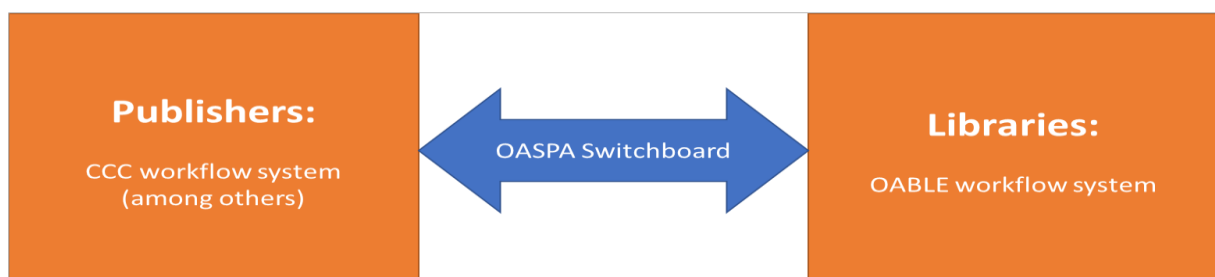 Publishers:
CCC workflow system
(among others)
OASPA Switchboard
Libraries:
OABLE workflow system